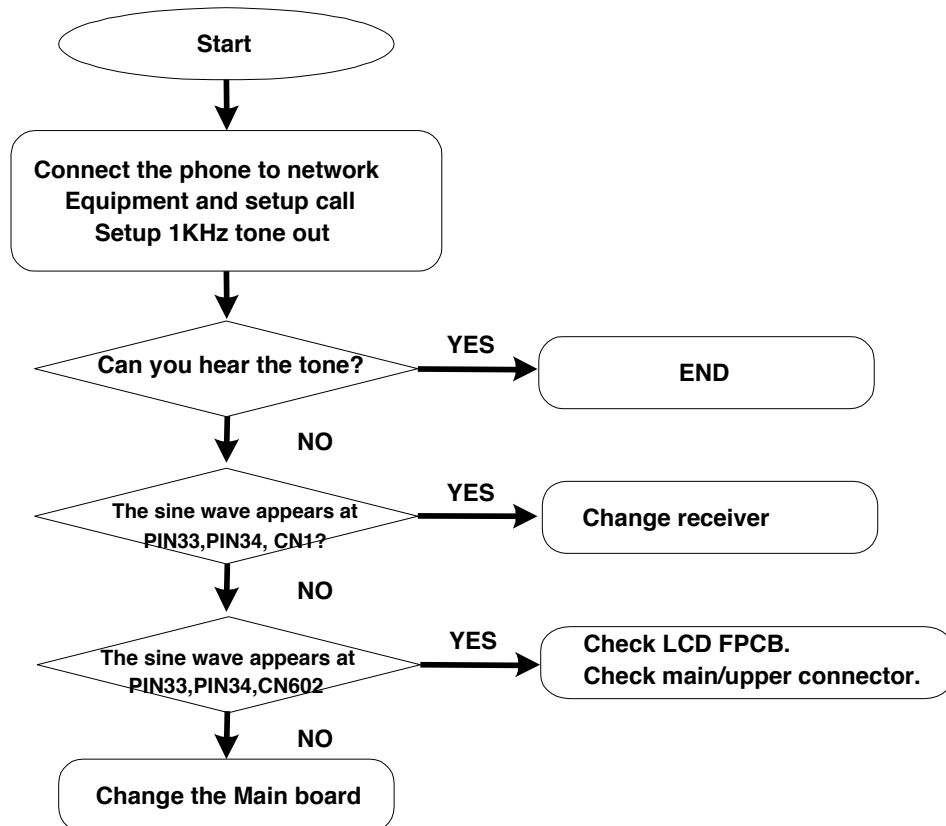 Start
Connect the phone to network
Equipment and setup call
Setup 1KHz tone out
Can you hear the tone?
YES
END
NO
The sine wave appears at
PIN33,PIN34, CN1?
YES
Change receiver
NO
The sine wave appears at
PIN33,PIN34,CN602
YES
Check LCD FPCB.
Check main/upper connector.
NO
Change the Main board